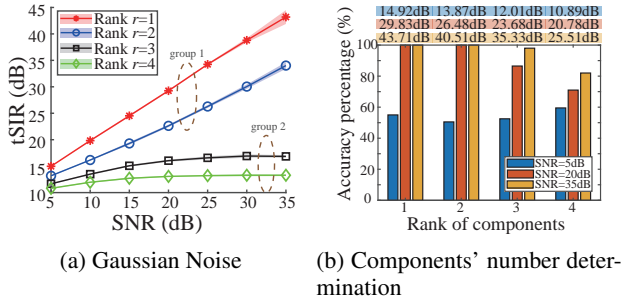 45
40
35
30
25
20
15
10
tSIR (dB)
Rank r=1
Rank r=2
Rank r=3
Rank r=4
group 1
group 2
5 10 15 20 25 30 35
SNR (dB)
(a) Gaussian Noise
14.92dB 13.87dB 12.01dB 10.89dB
29.83dB 26.48dB 23.68dB 20.78dB
43.71dB 40.51dB 35.33dB 25.51dB
Accuracy percentage (%)
100
80
60
40
20
0
SNR=5dB
SNR=20dB
SNR=35dB
1 2 3 4
Rank of components
(b) Components' number deter-
mination